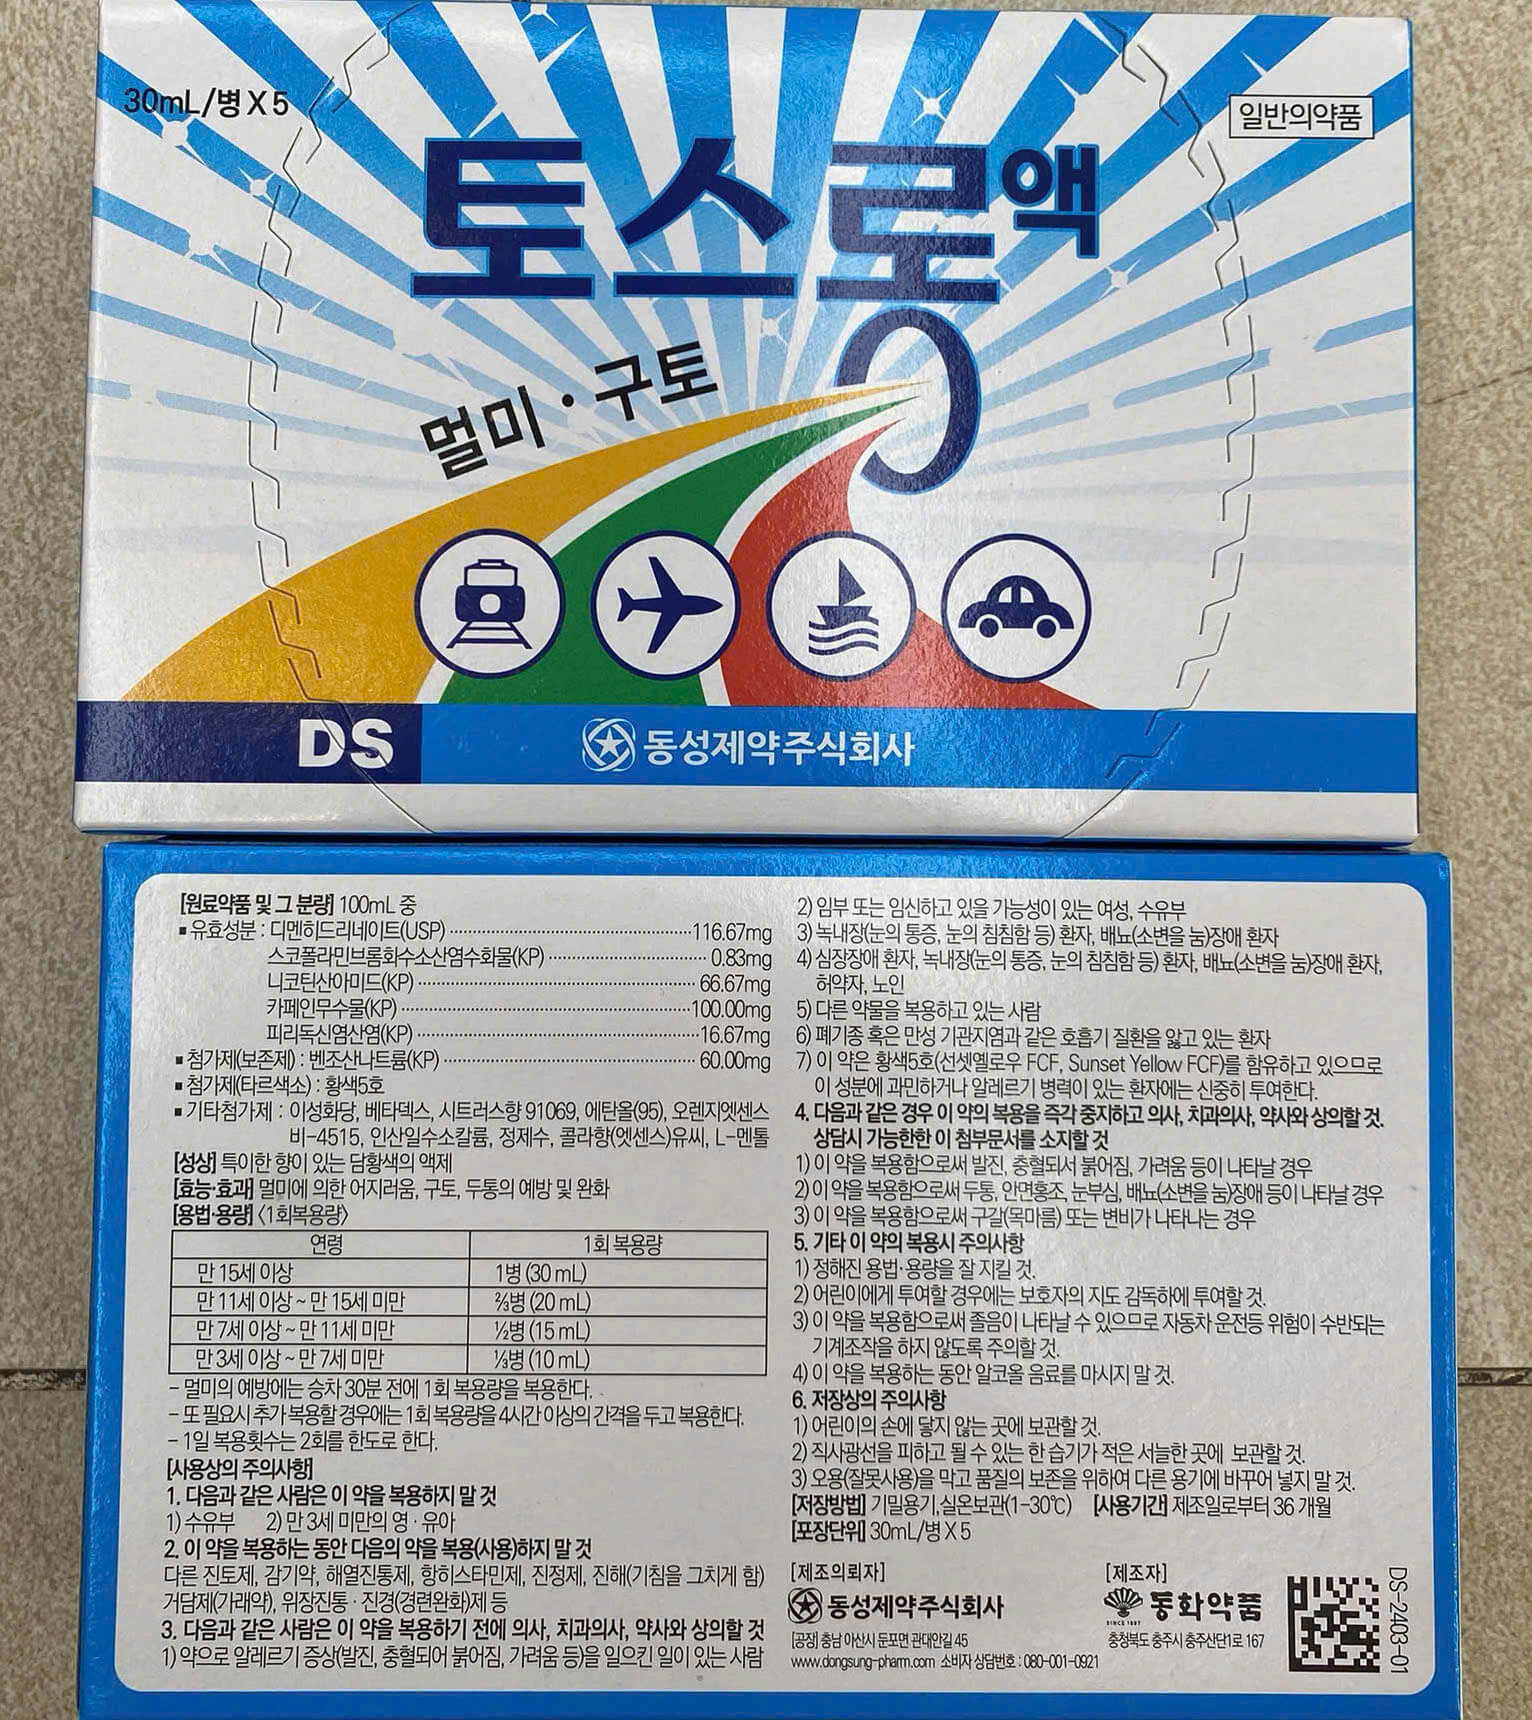 30mL/병 X 5
일반의약품
토스롱액
멀미·구토
DS
동성제약주식회사
[원료약품 및 그 분량] 100mL 중
▪ 유효성분 : 디멘히드리네이트(USP) 116.67mg
스코폴라민브롬화수소산염수화물(KP) 0.83mg
니코틴산아미드(KP) 66.67mg
카페인무수물(KP) 100.00mg
피리독신염산염(KP) 16.67mg
▪ 첨가제(보존제) : 벤조산나트륨(KP) 60.00mg
▪ 첨가제(타르색소) : 황색5호
▪ 기타첨가제 : 이성화당, 베타덱스, 시트러스향 91069, 에탄올(95), 오렌지엣센스
비-4515, 인산일수소칼륨, 정제수, 콜라향(엣센스)유씨, L-멘톨
[성상] 특이한 향이 있는 담황색의 액제
[효능·효과] 멀미에 의한 어지러움, 구토, 두통의 예방 및 완화
[용법·용량] <1회복용량>
연령 1회 복용량
만 15세 이상 1병 (30 mL)
만 11세 이상 ~ 만 15세 미만 ⅔병 (20 mL)
만 7세 이상 ~ 만 11세 미만 ½병 (15 mL)
만 3세 이상 ~ 만 7세 미만 ⅓병 (10 mL)
- 멀미의 예방에는 승차 30분 전에 1회 복용량을 복용한다.
- 또 필요시 추가 복용할 경우에는 1회 복용량을 4시간 이상의 간격을 두고 복용한다.
- 1일 복용횟수는 2회를 한도로 한다.
[사용상의 주의사항]
1. 다음과 같은 사람은 이 약을 복용하지 말 것
1) 수유부 2) 만 3세 미만의 영·유아
2. 이 약을 복용하는 동안 다음의 약을 복용(사용)하지 말 것
다른 진토제, 감기약, 해열진통제, 항히스타민제, 진정제, 진해(기침을 그치게 함)
거담제(가래약), 위장진통·진경(경련완화)제 등
3. 다음과 같은 사람은 이 약을 복용하기 전에 의사, 치과의사, 약사와 상의할 것
1) 약으로 알레르기 증상(발진, 충혈되어 붉어짐, 가려움 등)을 일으킨 일이 있는 사람
2) 임부 또는 임신하고 있을 가능성이 있는 여성, 수유부
3) 녹내장(눈의 통증, 눈의 침침함 등) 환자, 배뇨(소변을 눔)장애 환자
4) 심장장애 환자, 녹내장(눈의 통증, 눈의 침침함 등) 환자, 배뇨(소변을 눔)장애 환자,
허약자, 노인
5) 다른 약물을 복용하고 있는 사람
6) 폐기종 혹은 만성 기관지염과 같은 호흡기 질환을 앓고 있는 환자
7) 이 약은 황색5호(선셋옐로우 FCF, Sunset Yellow FCF)를 함유하고 있으므로
이 성분에 과민하거나 알레르기 병력이 있는 환자에는 신중히 투여한다.
4. 다음과 같은 경우 이 약의 복용을 즉각 중지하고 의사, 치과의사, 약사와 상의할 것.
상담시 가능한한 이 첨부문서를 소지할 것
1) 이 약을 복용함으로써 발진, 충혈되서 붉어짐, 가려움 등이 나타날 경우
2) 이 약을 복용함으로써 두통, 안면홍조, 눈부심, 배뇨(소변을 눔)장애 등이 나타날 경우
3) 이 약을 복용함으로써 구갈(목마름) 또는 변비가 나타나는 경우
5. 기타 이 약의 복용시 주의사항
1) 정해진 용법·용량을 잘 지킬 것.
2) 어린이에게 투여할 경우에는 보호자의 지도 감독하에 투여할 것.
3) 이 약을 복용함으로써 졸음이 나타날 수 있으므로 자동차 운전등 위험이 수반되는
기계조작을 하지 않도록 주의할 것.
4) 이 약을 복용하는 동안 알코올 음료를 마시지 말 것.
6. 저장상의 주의사항
1) 어린이의 손에 닿지 않는 곳에 보관할 것.
2) 직사광선을 피하고 될 수 있는 한 습기가 적은 서늘한 곳에 보관할 것.
3) 오용(잘못사용)을 막고 품질의 보존을 위하여 다른 용기에 바꾸어 넣지 말 것.
[저장방법] 기밀용기,실온보관(1-30℃) [사용기간] 제조일로부터 36 개월
[포장단위] 30mL/병 X 5
[제조의뢰자]
동성제약주식회사
[공장] 충남 아산시 둔포면 관대안길 45
www.dongsung-pharm.com 소비자 상담번호 : 080-001-0921
[제조자]
동화약품
SINCE 1897
충청북도 충주시 충주산단1로 167
DS-2403-01